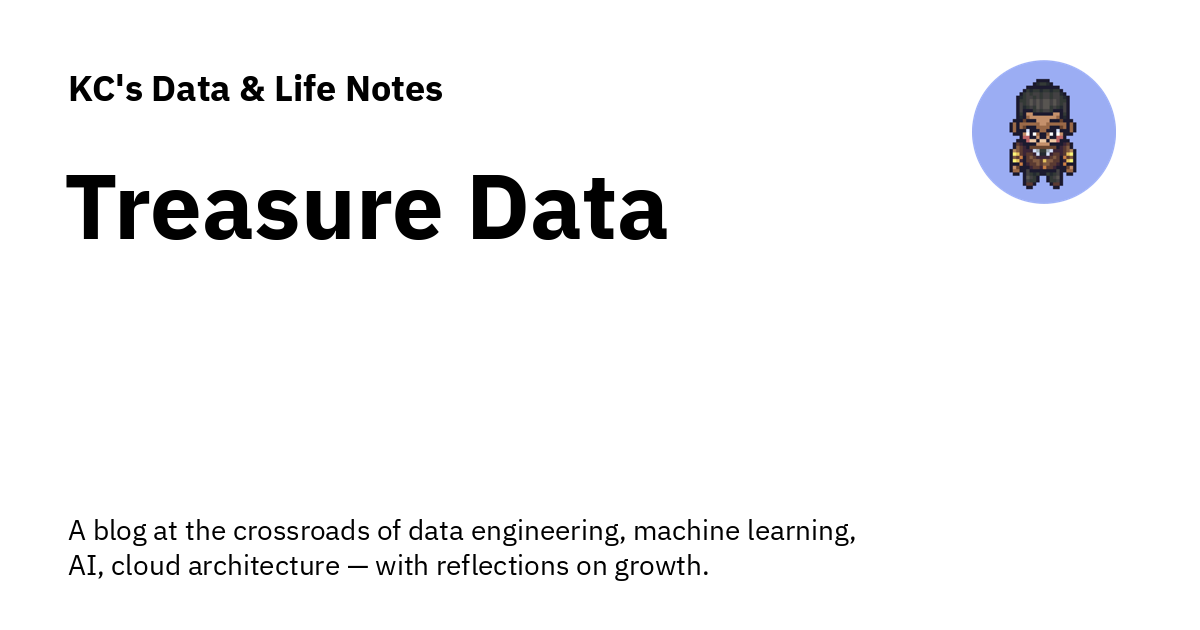 KC's Data & Life Notes
Treasure Data
A blog at the crossroads of data engineering, machine learning,
AI, cloud architecture — with reflections on growth.